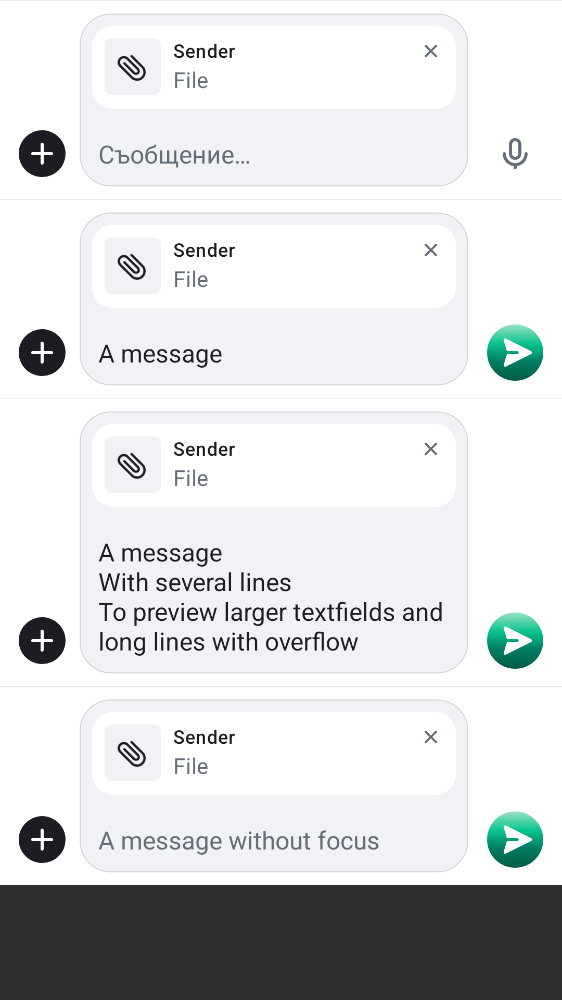 Sender
File
Съобщение…
Sender
File
A message
Sender
File
A message
With several lines
To preview larger textfields and
long lines with overflow
Sender
File
A message without focus